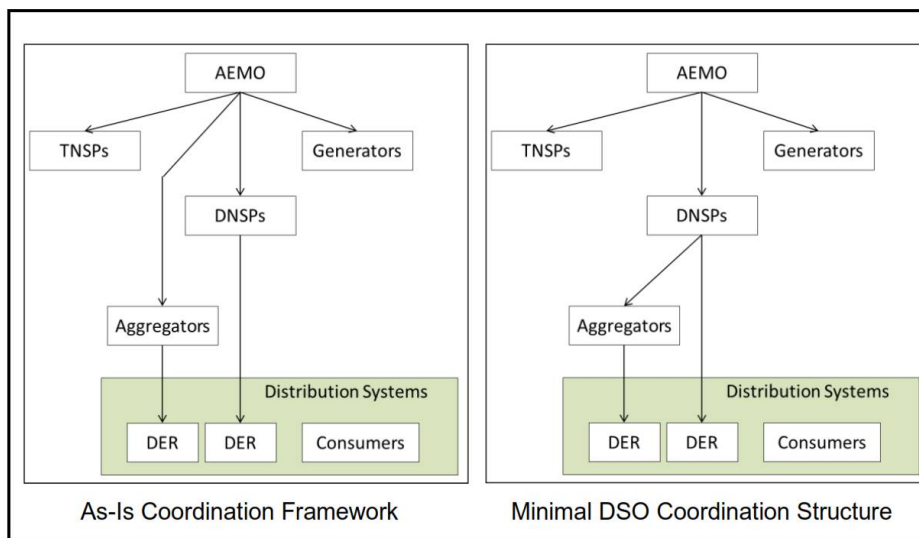 AEMO
TNSPs
Generators
DNSPs
Aggregators
Distribution Systems
DER
DER
Consumers
As-Is Coordination Framework
AEMO
TNSPs
Generators
DNSPs
Aggregators
Distribution Systems
DER
DER
Consumers
Minimal DSO Coordination Structure